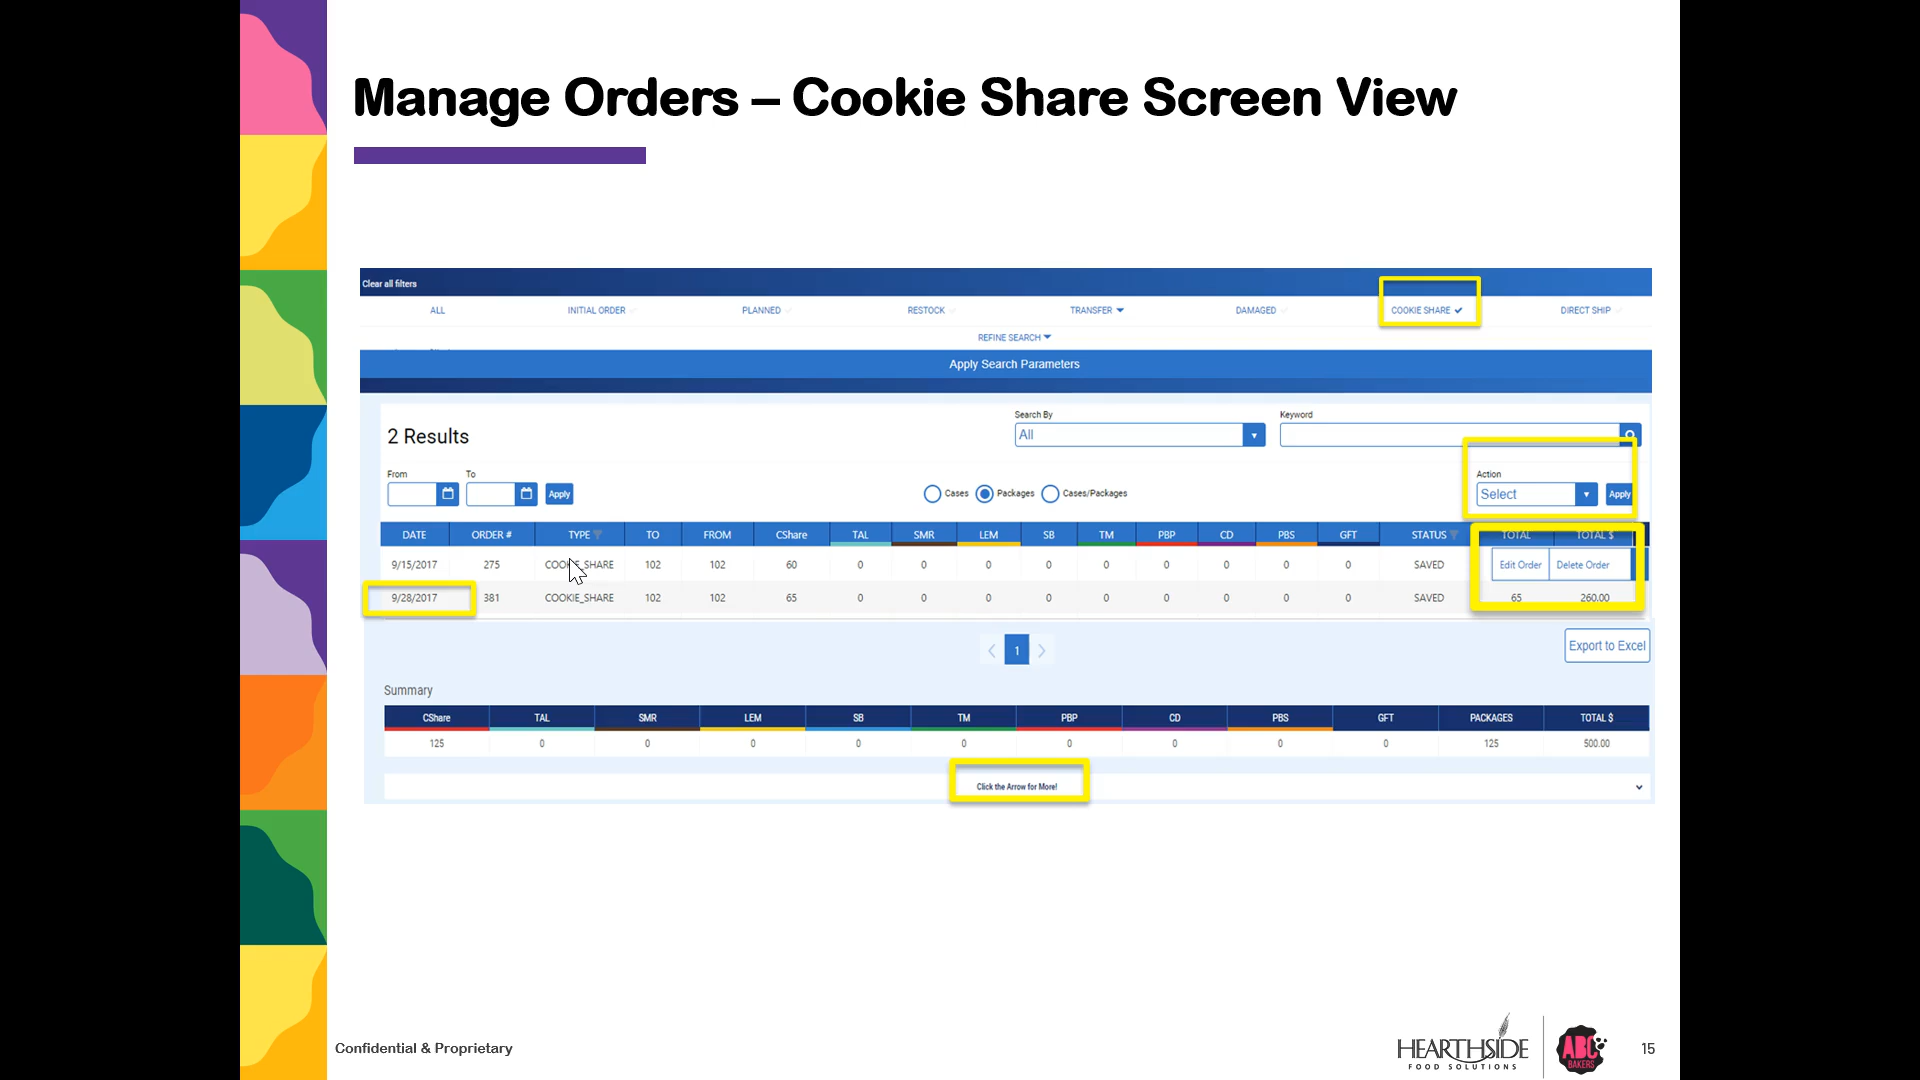 Manage Orders – Cookie Share Screen View
Clear all filters
ALL INITIAL ORDER PLANNED RESTOCK TRANSFER DAMAGED COOKIE SHARE DIRECT SHIP
REFINE SEARCH
Apply Search Parameters
Search By Keyword
2 Results All
From To Action
Apply Cases Packages Cases/Packages Select Apply
DATE ORDER # TYPE TO FROM CShare TAL SMR LEM SB TM PBP CD PBS GFT STATUS TOTAL TOTAL $
9/15/2017 275 COOKIE_SHARE 102 102 60 0 0 0 0 0 0 0 0 0 SAVED Edit Order Delete Order
9/28/2017 381 COOKIE_SHARE 102 102 65 0 0 0 0 0 0 0 0 0 SAVED 65 260.00
1 Export to Excel
Summary
CShare TAL SMR LEM SB TM PBP CD PBS GFT PACKAGES TOTAL $
125 0 0 0 0 0 0 0 0 0 125 500.00
Click the Arrow for More!
Confidential & Proprietary
HEARTHSIDE
FOOD SOLUTIONS
ABC
BAKERS
15